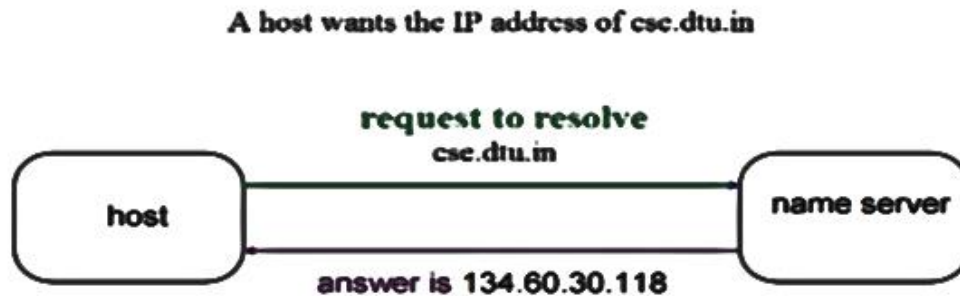 A host wants the IP address of cse.dtu.in
request to resolve
cse.dtu.in
host
name server
answer is 134.60.30.118